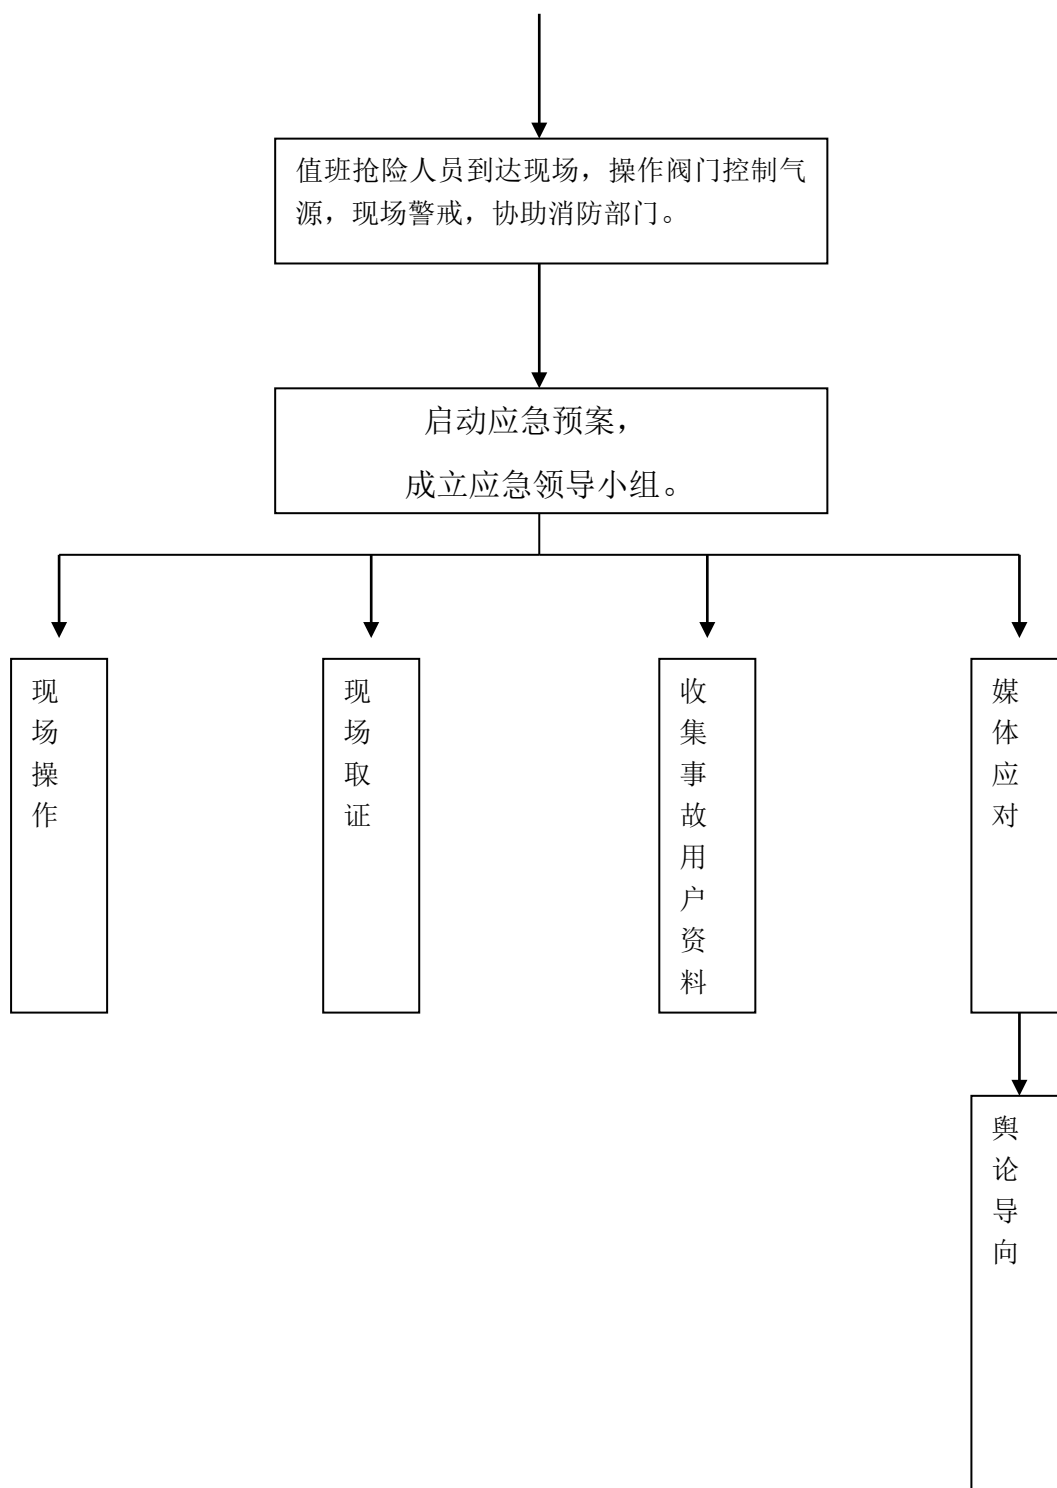 值班抢险人员到达现场，操作阀门控制气
源，现场警戒，协助消防部门。
启动应急预案，
成立应急领导小组。
现场操作
现场取证
收集事故用户资料
媒体应对
舆论导向